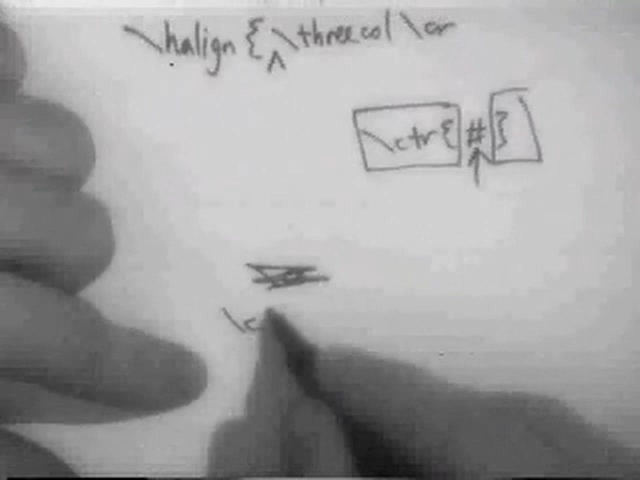 \halign {^\threecol \cr
\ctr{ # }
\c